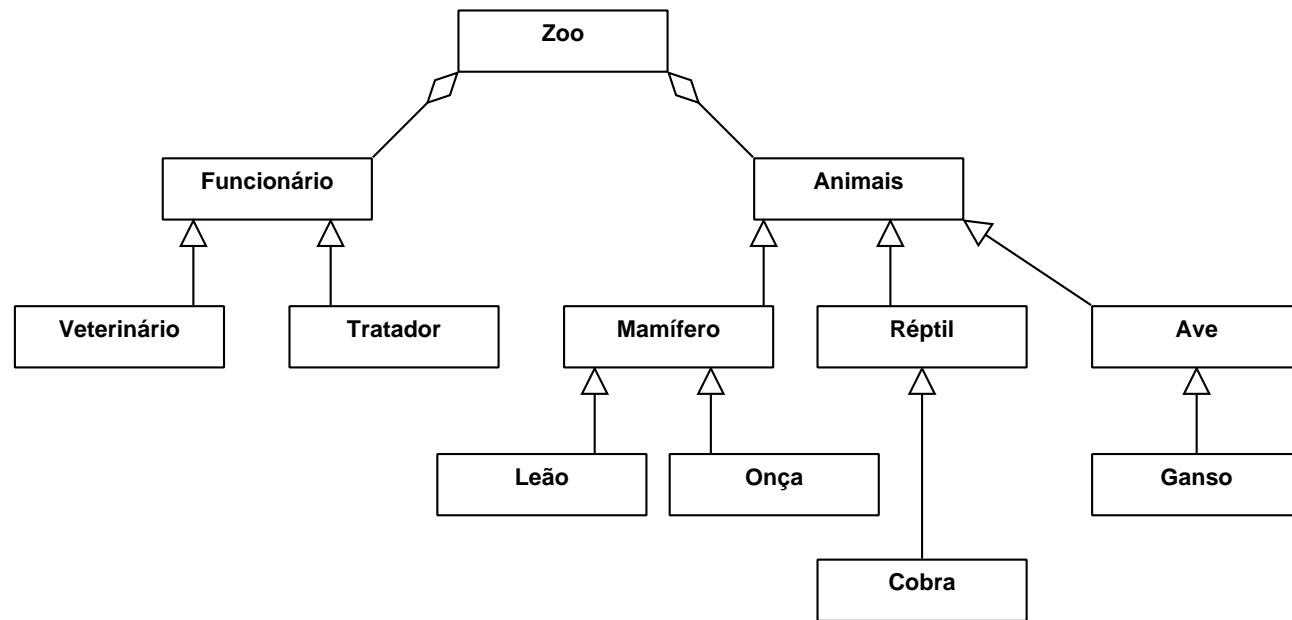 Zoo
Funcionário
Animais
Veterinário
Tratador
Mamífero
Réptil
Ave
Leão
Onça
Ganso
Cobra